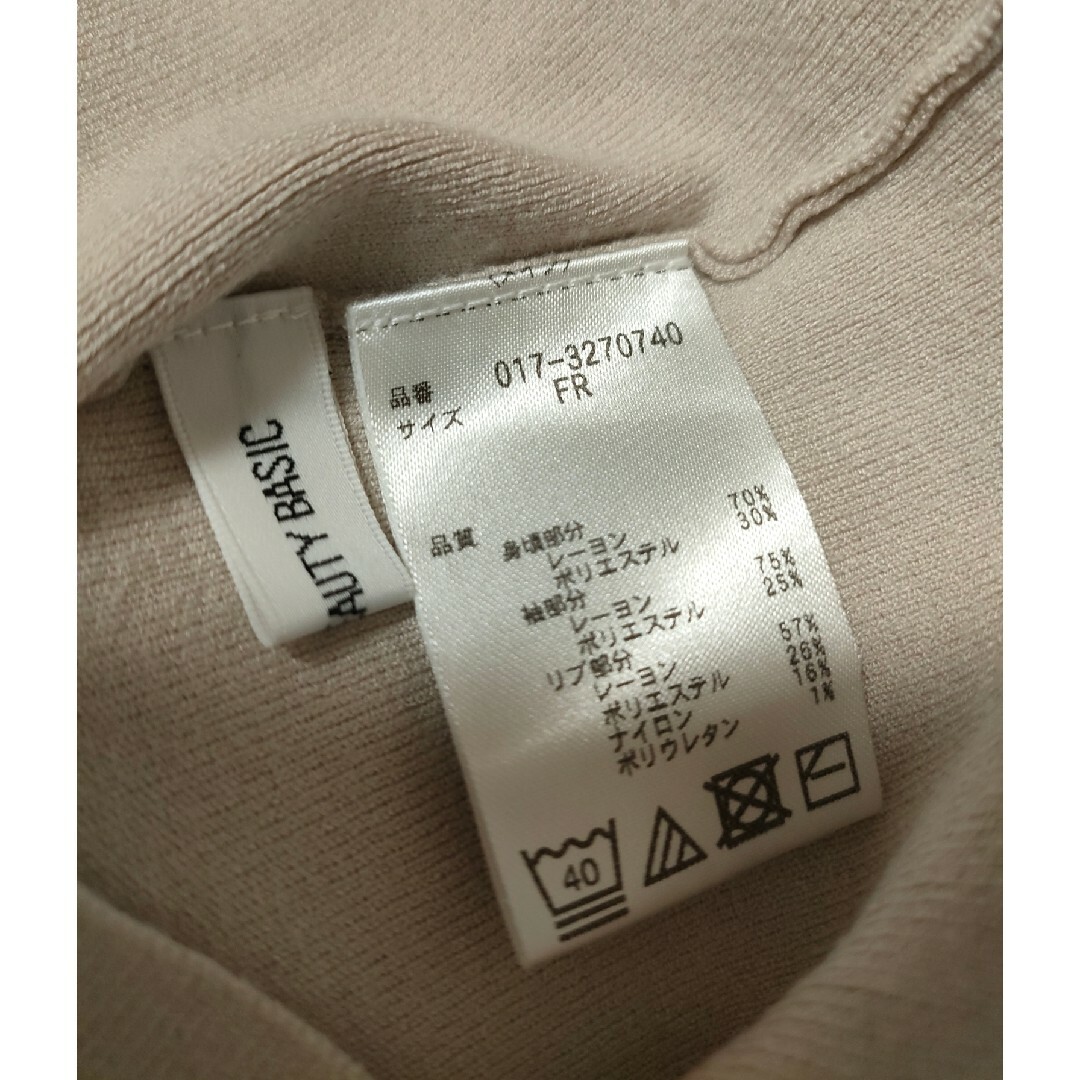 AUTY BASIC
品番 017-3270740
サイズ FR
品質 身頃部分
レーヨン 70%
ポリエステル 30%
袖部分
レーヨン 75%
ポリエステル 25%
リブ部分
レーヨン 57%
ポリエステル 26%
ナイロン 16%
ポリウレタン 1%
40